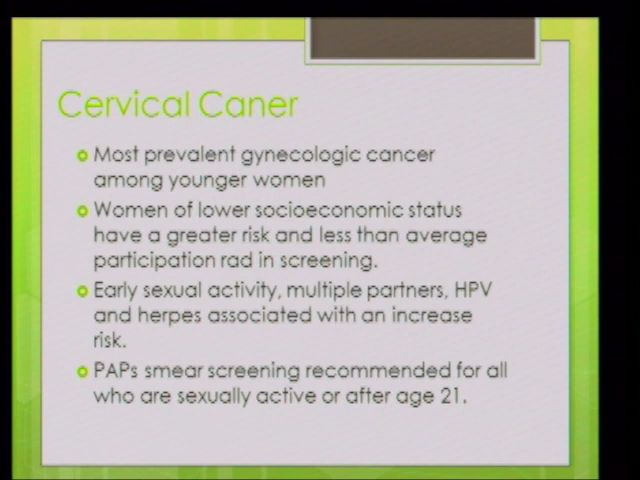 Cervical Caner
Most prevalent gynecologic cancer
among younger women
Women of lower socioeconomic status
have a greater risk and less than average
participation rad in screening.
Early sexual activity, multiple partners, HPV
and herpes associated with an increase
risk.
PAPs smear screening recommended for all
who are sexually active or after age 21.